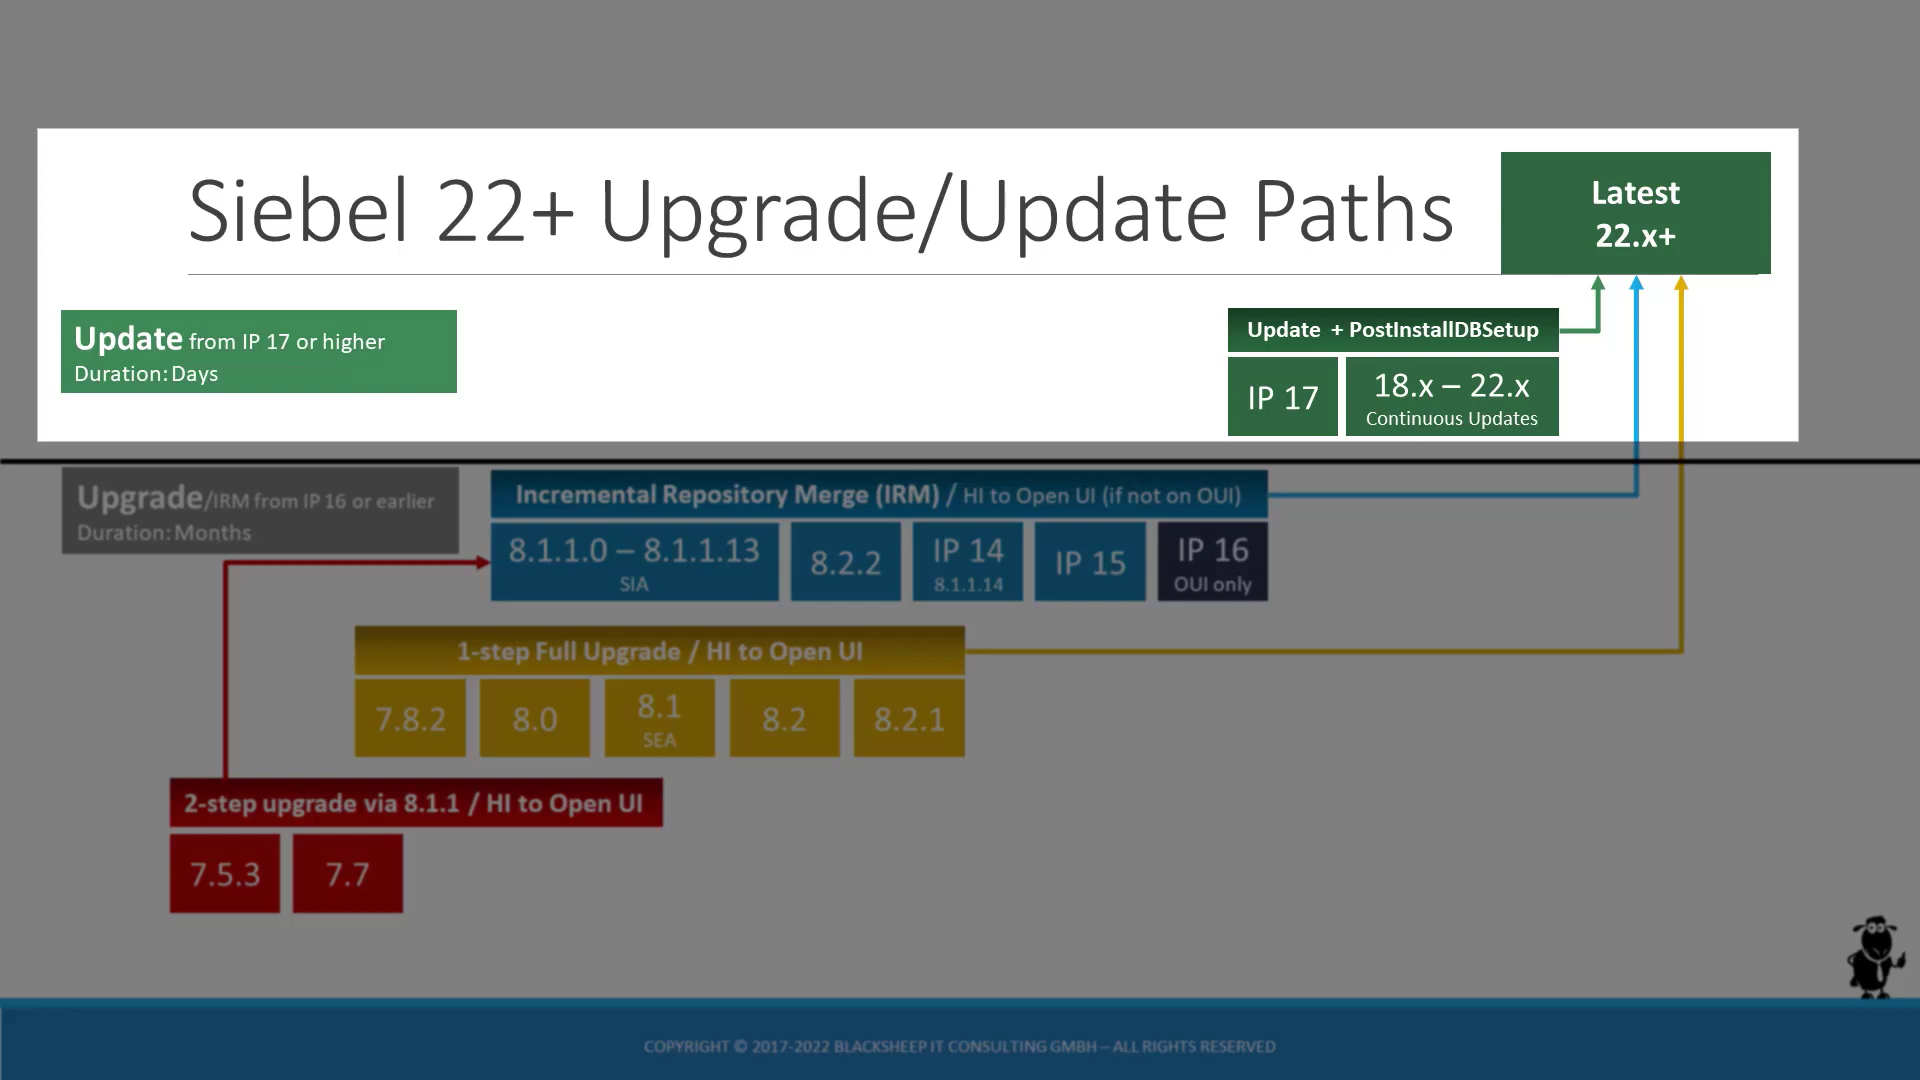 Siebel 22+ Upgrade/Update Paths
Latest
22.x+
Update from IP 17 or higher
Duration: Days
Update + PostInstallDBSetup
IP 17
18.x – 22.x
Continuous Updates
Upgrade/IRM from IP 16 or earlier
Duration: Months
Incremental Repository Merge (IRM) / HI to Open UI (if not on OUI)
8.1.1.0 – 8.1.1.13
SIA
8.2.2
IP 14
8.1.1.14
IP 15
IP 16
OUI only
1-step Full Upgrade / HI to Open UI
7.8.2
8.0
8.1
SEA
8.2
8.2.1
2-step upgrade via 8.1.1 / HI to Open UI
7.5.3
7.7
COPYRIGHT © 2017-2022 BLACKSHEEP IT CONSULTING GMBH – ALL RIGHTS RESERVED